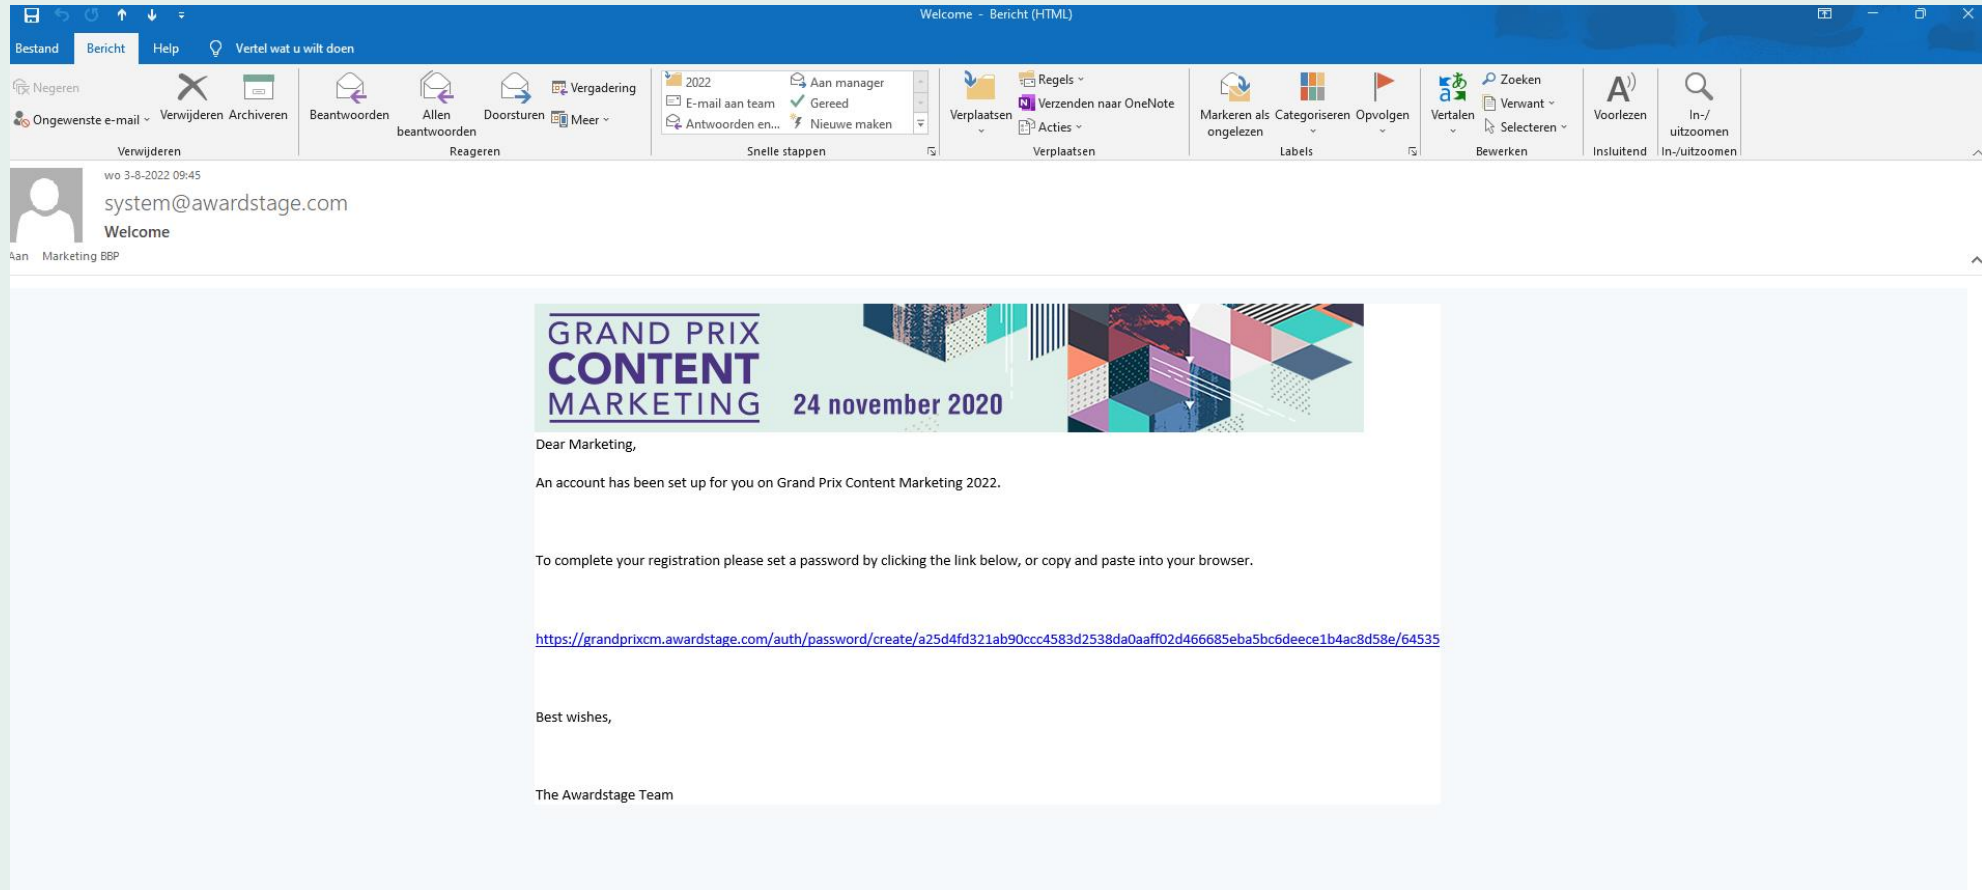 Welcome - Bericht (HTML)
Bestand Bericht Help Vertel wat u wilt doen
Negeren
Ongewenste e-mail
Verwijderen Archiveren
Verwijderen
Beantwoorden Allen beantwoorden Doorsturen
Vergadering
Meer
Reageren
2022 Aan manager
E-mail aan team Gereed
Antwoorden en... Nieuwe maken
Snelle stappen
Verplaatsen
Regels
Verzenden naar OneNote
Acties
Verplaatsen
Markeren als ongelezen Categoriseren Opvolgen
Labels
Vertalen
Zoeken
Verwant
Selecteren
Bewerken
Voorlezen
Insluitend
In-/
uitzoomen
In-/uitzoomen
wo 3-8-2022 09:45
system@awardstage.com
Welcome
Aan Marketing BBP
GRAND PRIX
CONTENT
MARKETING 24 november 2020
Dear Marketing,
An account has been set up for you on Grand Prix Content Marketing 2022.
To complete your registration please set a password by clicking the link below, or copy and paste into your browser.
https://grandprixcm.awardstage.com/auth/password/create/a25d4fd321ab90ccc4583d2538da0aaff02d466685eba5bc6deece1b4ac8d58e/64535
Best wishes,
The Awardstage Team